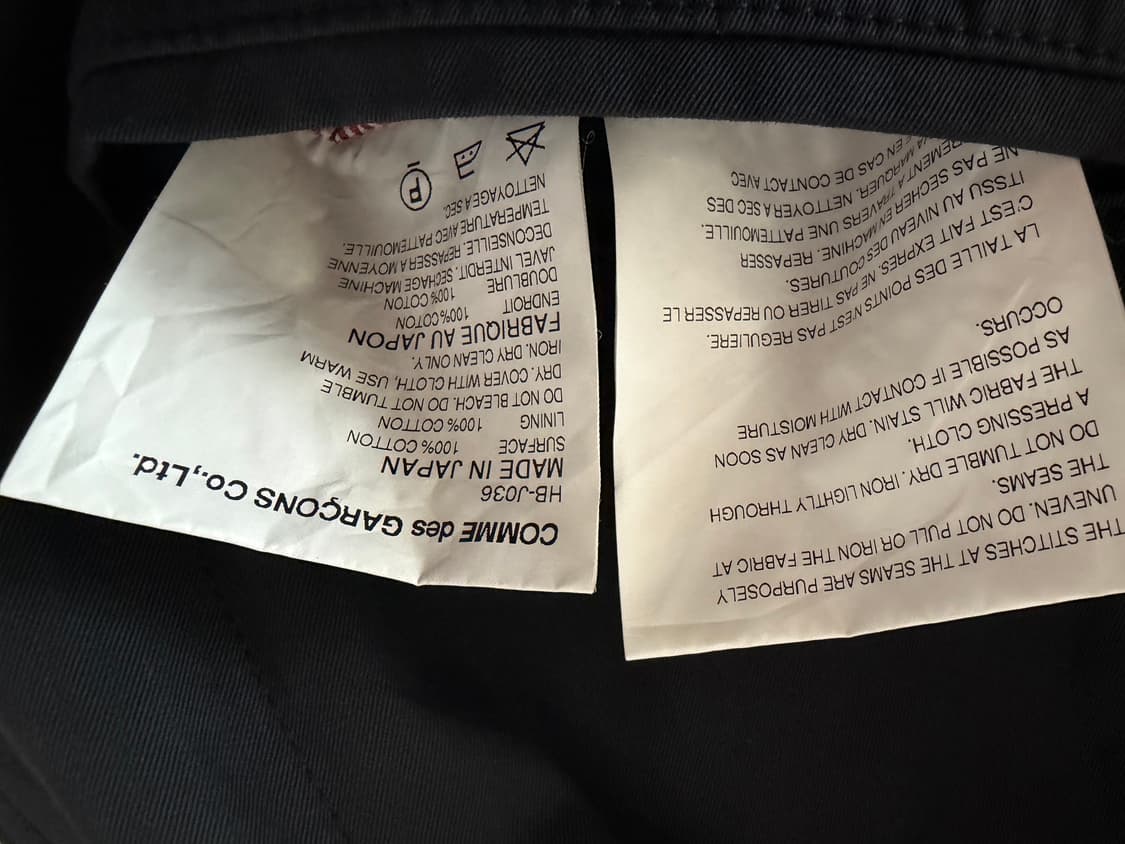 THE STITCHES AT THE SEAMS ARE PURPOSELY
UNEVEN. DO NOT PULL OR IRON THE FABRIC AT
THE SEAMS.
DO NOT TUMBLE DRY. IRON LIGHTLY THROUGH
A PRESSING CLOTH.
THE FABRIC WILL STAIN. DRY CLEAN AS SOON
AS POSSIBLE IF CONTACT WITH MOISTURE
OCCURS.
LA TAILLE DES POINTS N'EST PAS REGULIERE.
C'EST FAIT EXPRES. NE PAS TIRER OU REPASSER LE
ITSSU AU NIVEAU DES COUTURES.
NE PAS SECHER EN MACHINE. REPASSER
A TRAVERS UNE PATTEMOUILLE.
MARQUER. NETTOYER A SEC DES
EN CAS DE CONTACT AVEC
COMME des GARÇONS Co.,Ltd.
HB-J036
MADE IN JAPAN
SURFACE 100% COTTON
LINING 100% COTTON
DO NOT BLEACH. DO NOT TUMBLE
DRY. COVER WITH CLOTH, USE WARM
IRON. DRY CLEAN ONLY.
FABRIQUE AU JAPON
ENDROIT 100% COTON
DOUBLURE 100% COTON
JAVEL INTERDIT. SECHAGE MACHINE
DECONSEILLE. REPASSER A MOYENNE
TEMPERATURE AVEC PATTEMOUILLE.
NETTOYAGE A SEC.
P